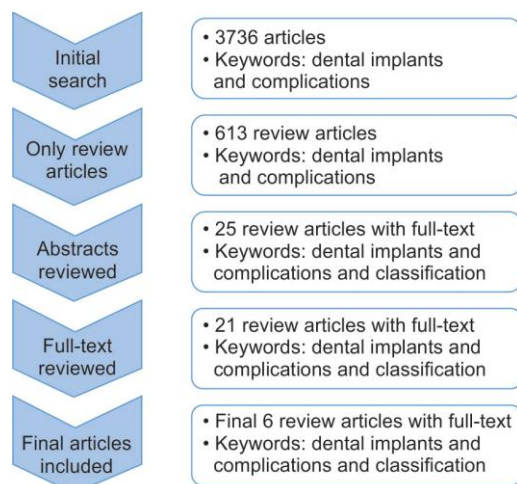 Initial
search
• 3736 articles
• Keywords: dental implants
and complications
Only review
articles
• 613 review articles
• Keywords: dental implants
and complications
Abstracts
reviewed
• 25 review articles with full-text
• Keywords: dental implants and
complications and classification
Full-text
reviewed
• 21 review articles with full-text
• Keywords: dental implants and
complications and classification
Final articles
included
• Final 6 review articles with full-text
• Keywords: dental implants and
complications and classification